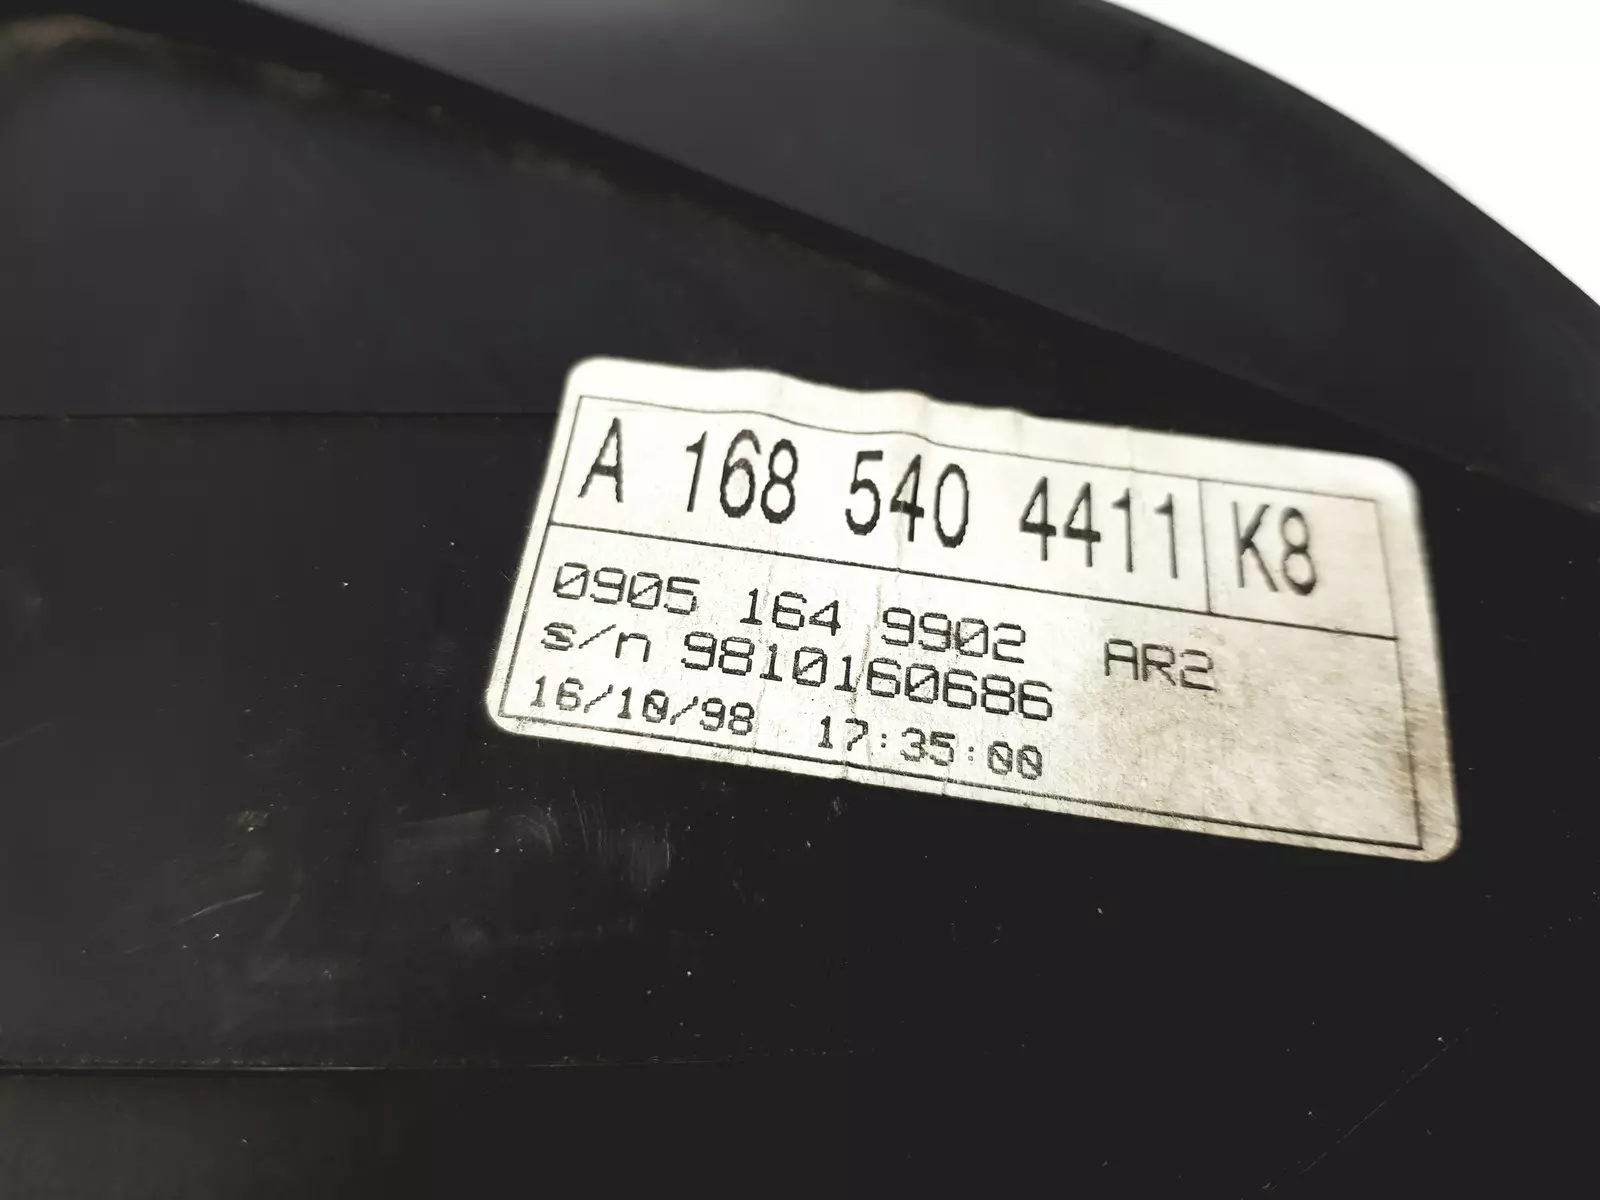 A 168 540 4411 K8
0905 164 9902 AR2
s/n 9810160686
16/10/98 17:35:00